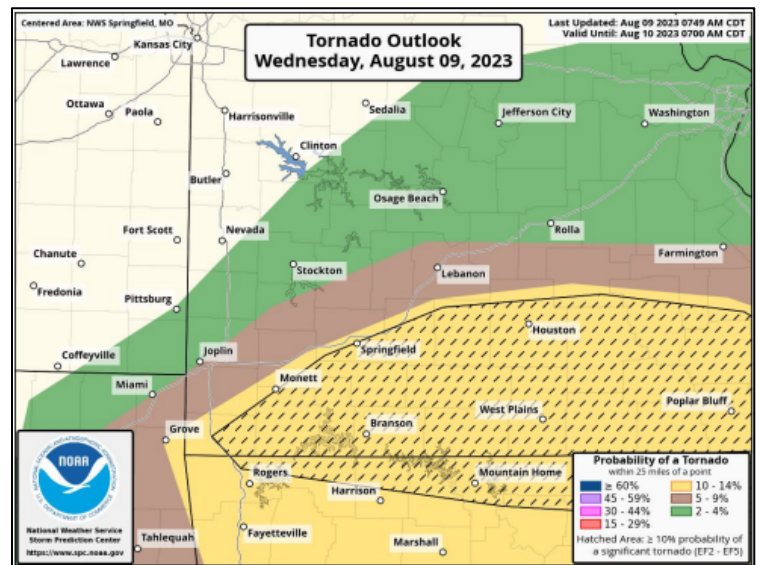 Centered Area: NWS Springfield, MO
Last Updated: Aug 09 2023 0749 AM CDT
Valid Until: Aug 10 2023 0700 AM CDT
Tornado Outlook
Wednesday, August 09, 2023
Kansas City
Lawrence
Ottawa
Paola
Harrisonville
Sedalia
Jefferson City
Washington
Clinton
Butler
Osage Beach
Fort Scott
Nevada
Rolla
Chanute
Stockton
Lebanon
Farmington
Fredonia
Pittsburg
Houston
Coffeyville
Joplin
Springfield
Miami
Monett
West Plains
Poplar Bluff
Grove
Branson
Rogers
Harrison
Mountain Home
Tahlequah
Fayetteville
Marshall
NOAA
National Weather Service
Storm Prediction Center
https://www.spc.noaa.gov
Probability of a Tornado
within 25 miles of a point
≥ 60%
45 - 59%
30 - 44%
15 - 29%
10 - 14%
5 - 9%
2 - 4%
Hatched Area: ≥ 10% probability of
a significant tornado (EF2 - EF5)